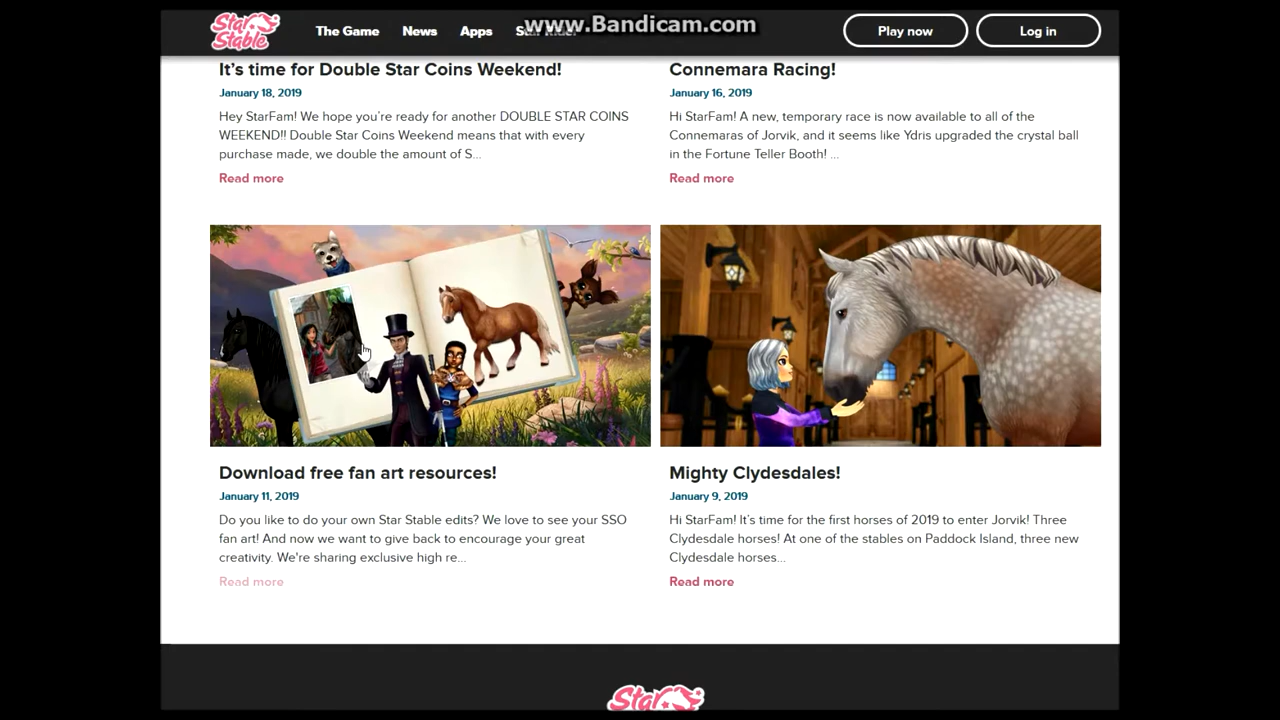 www.Bandicam.com
Star Stable
The Game
News
Apps
Play now
Log in
It's time for Double Star Coins Weekend!
January 18, 2019
Hey StarFam! We hope you're ready for another DOUBLE STAR COINS
WEEKEND!! Double Star Coins Weekend means that with every
purchase made, we double the amount of S...
Read more
Connemara Racing!
January 16, 2019
Hi StarFam! A new, temporary race is now available to all of the
Connemaras of Jorvik, and it seems like Ydris upgraded the crystal ball
in the Fortune Teller Booth! ...
Read more
Download free fan art resources!
January 11, 2019
Do you like to do your own Star Stable edits? We love to see your SSO
fan art! And now we want to give back to encourage your great
creativity. We're sharing exclusive high re...
Read more
Mighty Clydesdales!
January 9, 2019
Hi StarFam! It's time for the first horses of 2019 to enter Jorvik! Three
Clydesdale horses! At one of the stables on Paddock Island, three new
Clydesdale horses...
Read more
Star